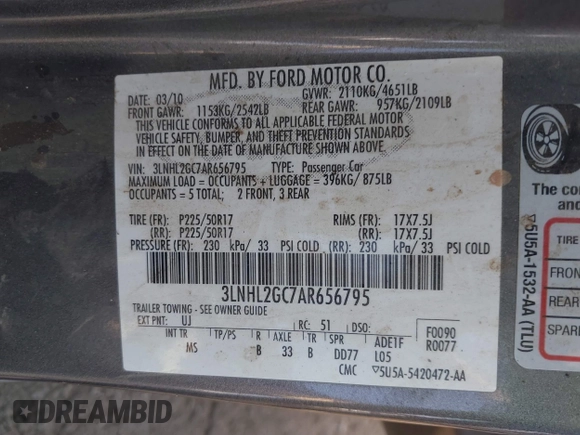 MFD. BY FORD MOTOR CO.
03/10 GVWR: 2110KG/4651LB
FRONT GAWR: 1153KG/2542LB REAR GAWR: 957KG/2109LB
THIS VEHICLE CONFORMS TO ALL APPLICABLE FEDERAL MOTOR
VEHICLE SAFETY, BUMPER, AND THEFT PREVENTION STANDARDS
IN EFFECT ON THE DATE OF MANUFACTURE SHOWN ABOVE.
VIN: 3LNHL2GC7AR656795 TYPE: Passenger Car
MAXIMUM LOAD = OCCUPANTS + LUGGAGE = 396KG/ 875LB
OCCUPANTS = 5 TOTAL; 2 FRONT, 3 REAR
TIRE (FR): P225/50R17 RIMS (FR): 17X7.5J
(RR): P225/50R17 (RR): 17X7.5J
PRESSURE (FR): 230 kPa/ 33 PSI COLD (RR): 230 kPa/ 33 PSI COLD
3LNHL2GC7AR656795
TRAILER TOWING - SEE OWNER GUIDE
EXT PNT: UJ RC: 51 DSO: F0090
INT TR TP/PS R AXLE TR SPR ADE1F R0077
MS B 33 B DD77 L05
CMC ▽5U5A-5420472-AA
▽5U5A-1532-AA (TLU)
The co
TIRE
FRON
REAR
SPARE
DREAMBID